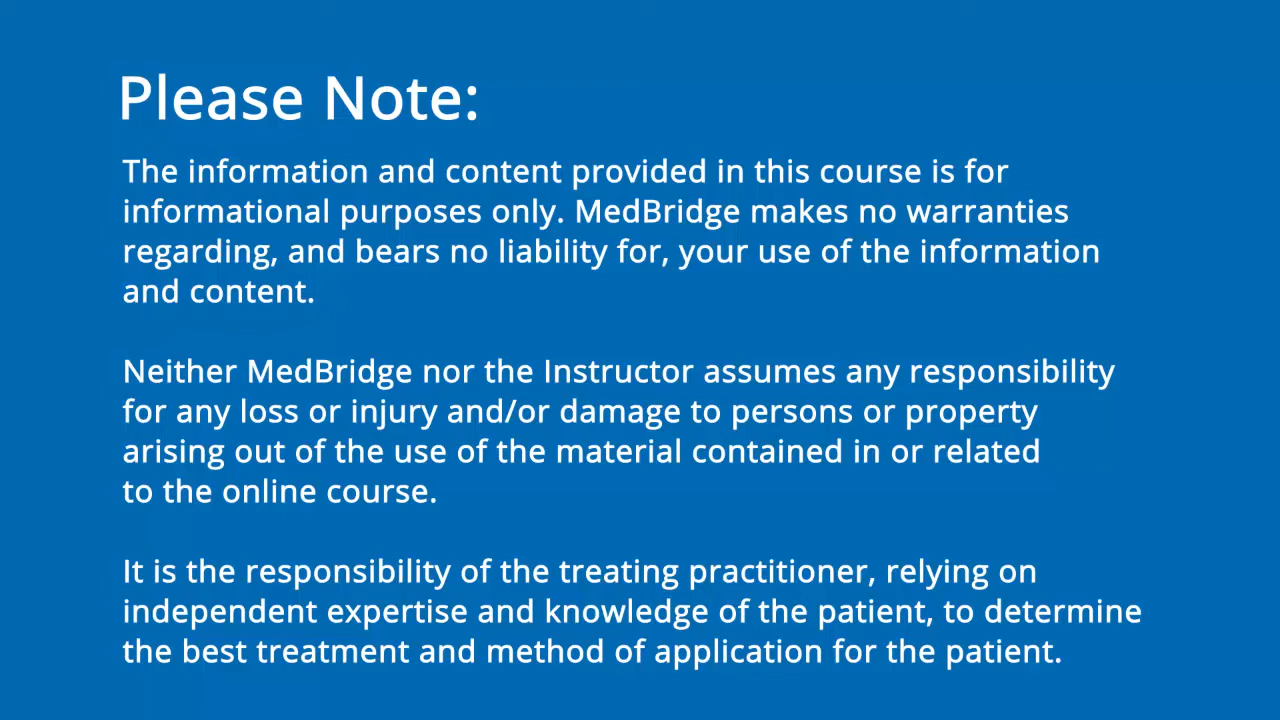 Please Note:
The information and content provided in this course is for
informational purposes only. MedBridge makes no warranties
regarding, and bears no liability for, your use of the information
and content.
Neither MedBridge nor the Instructor assumes any responsibility
for any loss or injury and/or damage to persons or property
arising out of the use of the material contained in or related
to the online course.
It is the responsibility of the treating practitioner, relying on
independent expertise and knowledge of the patient, to determine
the best treatment and method of application for the patient.